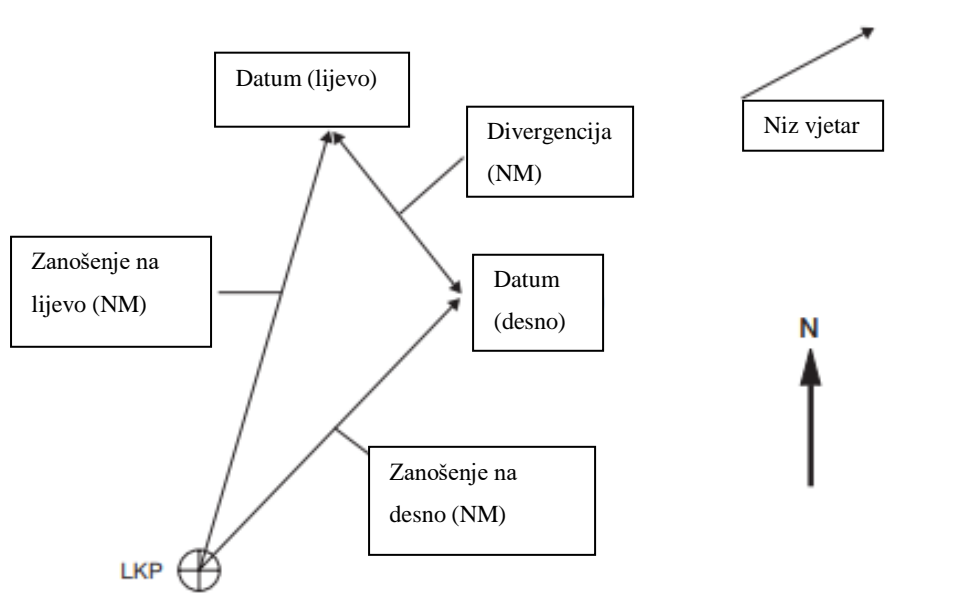 Datum (lijevo)
Niz vjetar
Divergencija
(NM)
Zanošenje na
lijevo (NM)
Datum
(desno)
N
Zanošenje na
desno (NM)
LKP